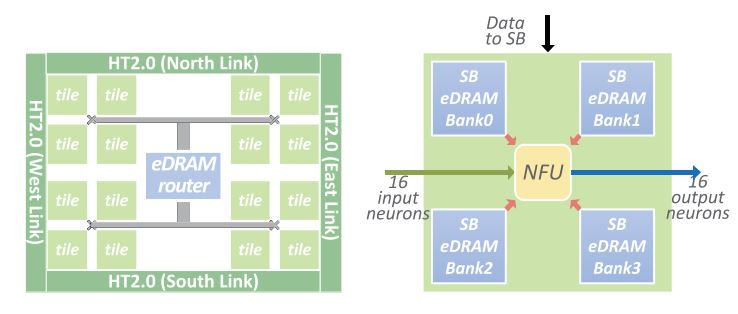 HT2.0 (North Link)
HT2.0 (West Link)
HT2.0 (East Link)
tile tile tile tile
tile tile tile tile
eDRAM
router
tile tile tile tile
tile tile tile tile
HT2.0 (South Link)
Data
to SB
SB
eDRAM
Bank0
SB
eDRAM
Bank1
16
input
neurons
NFU
16
output
neurons
SB
eDRAM
Bank2
SB
eDRAM
Bank3